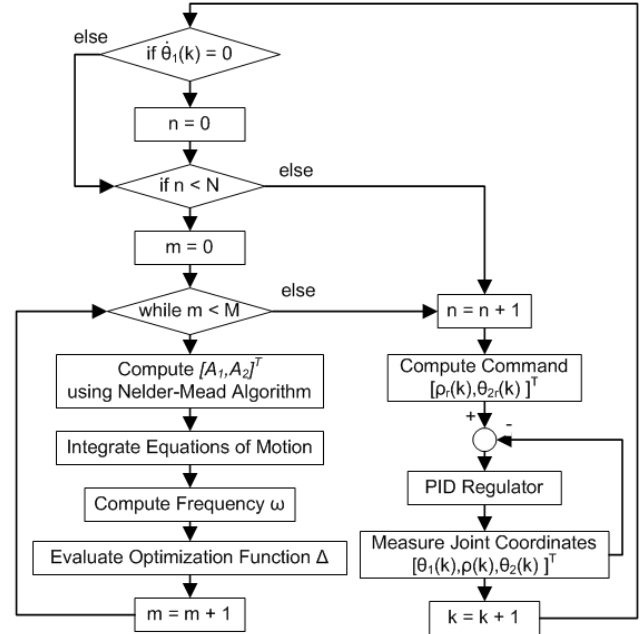 else
if θ̇₁(k) = 0
n = 0
if n < N
else
m = 0
while m < M
else
n = n + 1
Compute [A₁,A₂]ᵀ
using Nelder-Mead Algorithm
Compute Command
[ρᵣ(k),θ₂ᵣ(k) ]ᵀ
+
-
Integrate Equations of Motion
PID Regulator
Compute Frequency ω
Evaluate Optimization Function Δ
Measure Joint Coordinates
[θ₁(k),ρ(k),θ₂(k) ]ᵀ
m = m + 1
k = k + 1